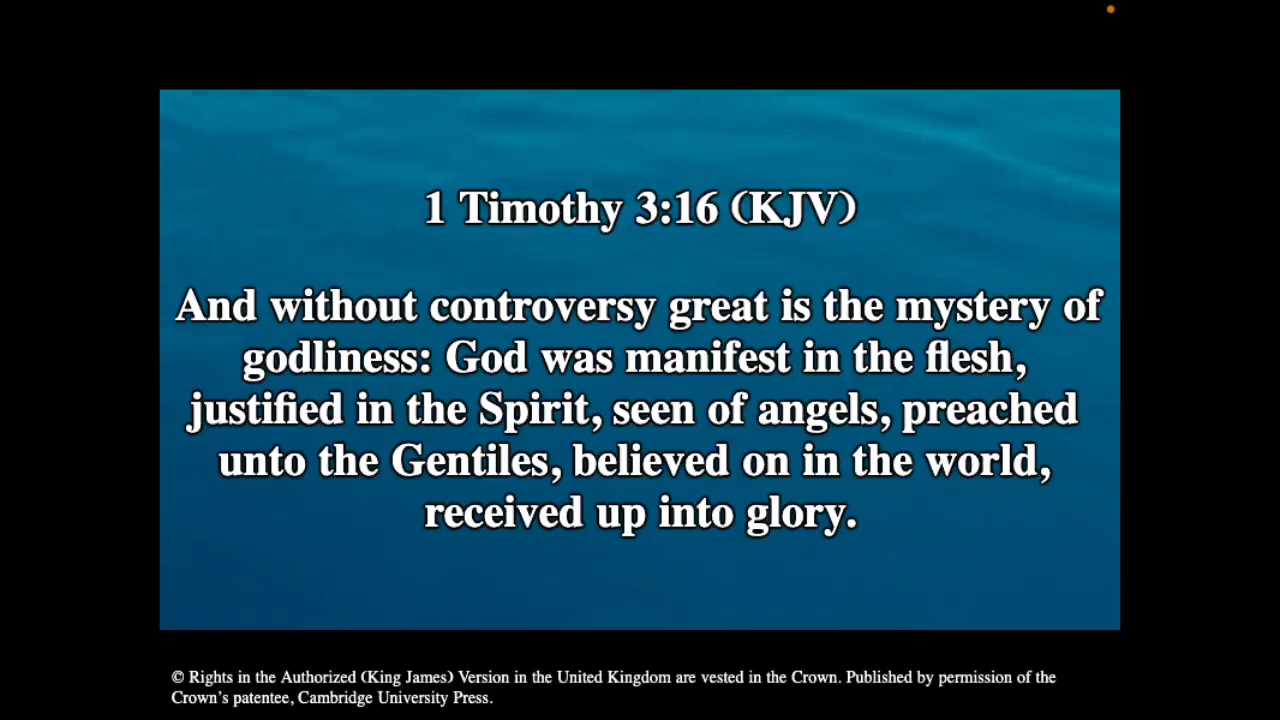 1 Timothy 3:16 (KJV)
And without controversy great is the mystery of
godliness: God was manifest in the flesh,
justified in the Spirit, seen of angels, preached
unto the Gentiles, believed on in the world,
received up into glory.
© Rights in the Authorized (King James) Version in the United Kingdom are vested in the Crown. Published by permission of the
Crown’s patentee, Cambridge University Press.